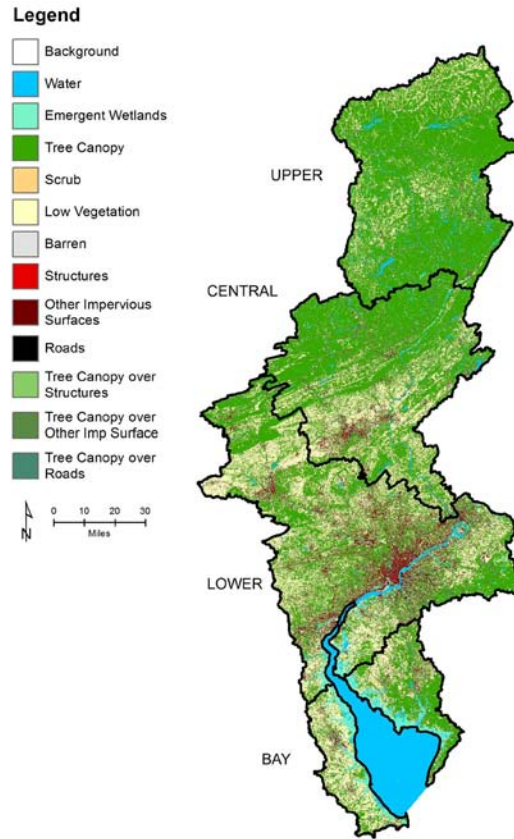 Legend
Background
Water
Emergent Wetlands
Tree Canopy
Scrub
Low Vegetation
Barren
Structures
Other Impervious
Surfaces
Roads
Tree Canopy over
Structures
Tree Canopy over
Other Imp Surface
Tree Canopy over
Roads
N
0 10 20 30
Miles
UPPER
CENTRAL
LOWER
BAY